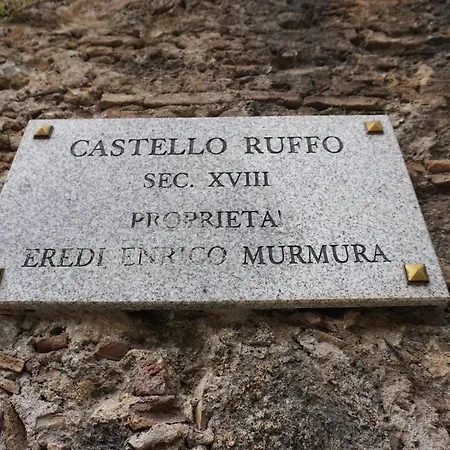 CASTELLO RUFFO
SEC. XVIII
PROPRIETA'
EREDI ENRICO MURMURA